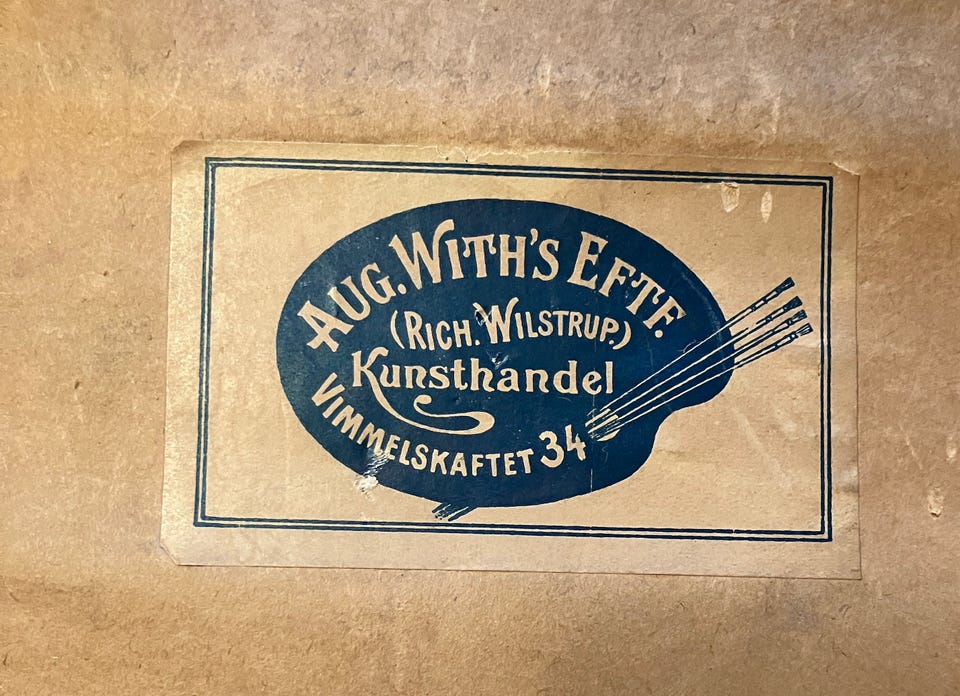 AUG. WITH'S EFTF.
(RICH. WILSTRUP.)
Kunsthandel
VIMMELSKAFTET 34